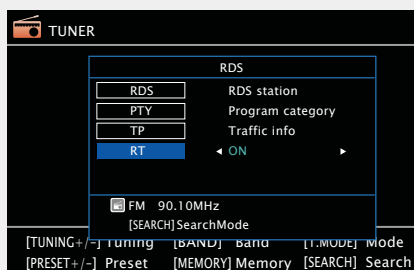 TUNER
RDS
RDS RDS station
PTY Program category
TP Traffic info
RT ◄ ON ►
FM 90.10MHz
[SEARCH] SearchMode
[TUNING+/-] Tuning [BAND] Band [T.MODE] Mode
[PRESET+/-] Preset [MEMORY] Memory [SEARCH] Search